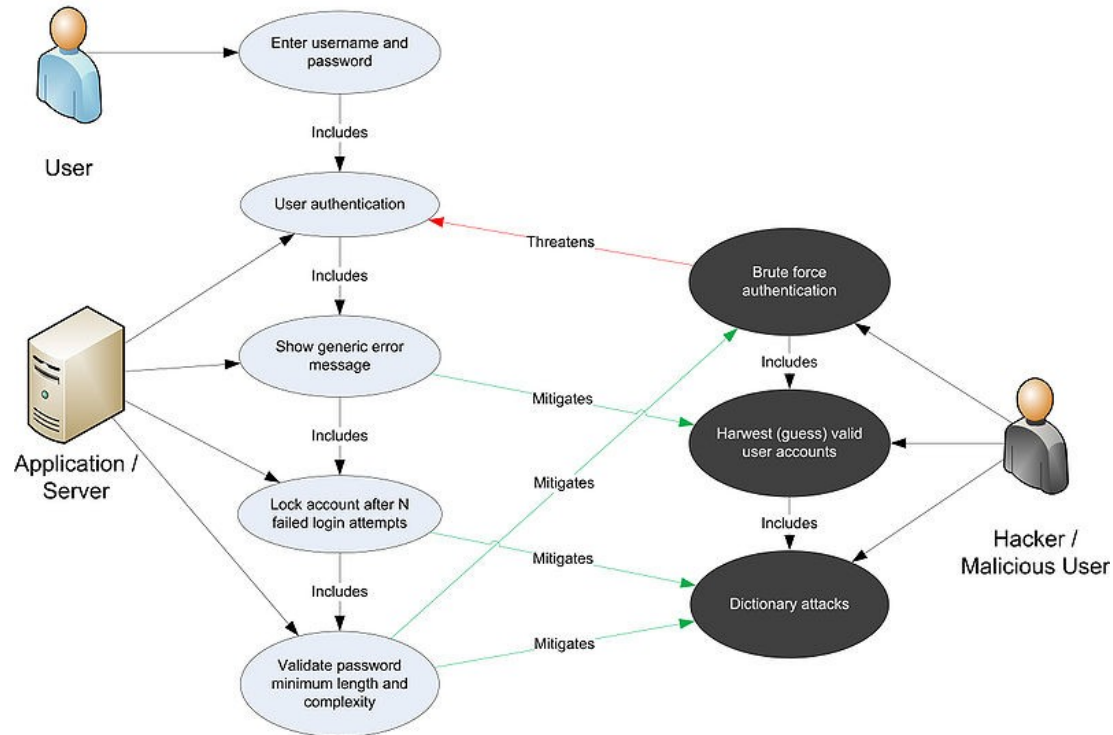 Enter username and
password
User
Includes
User authentication
Threatens
Brute force
authentication
Includes
Show generic error
message
Includes
Mitigates
Harwest (guess) valid
user accounts
Application /
Server
Includes
Mitigates
Lock account after N
failed login attempts
Includes
Hacker /
Malicious User
Mitigates
Dictionary attacks
Includes
Mitigates
Validate password
minimum length and
complexity